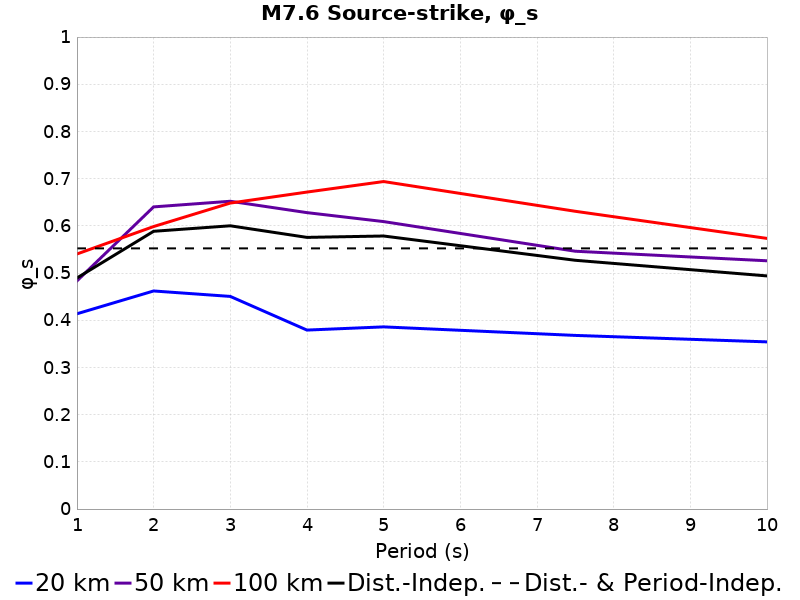 M7.6 Source-strike, φ_s
1
0.9
0.8
0.7
0.6
0.5
0.4
0.3
0.2
0.1
0
φ_s
1 2 3 4 5 6 7 8 9 10
Period (s)
20 km 50 km 100 km Dist.-Indep. Dist.- & Period-Indep.